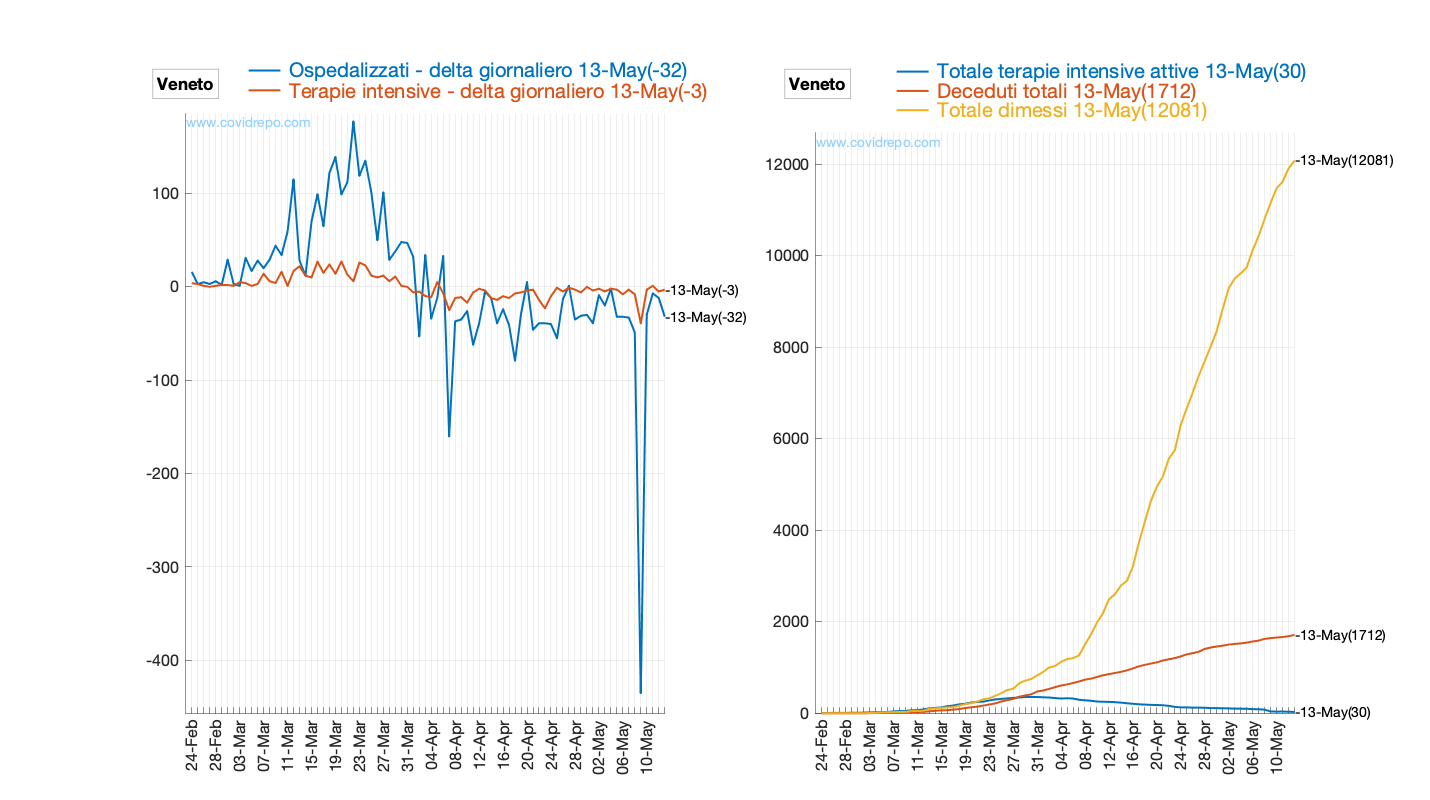 Veneto
Ospedalizzati - delta giornaliero 13-May(-32)
Terapie intensive - delta giornaliero 13-May(-3)
www.covidrepo.com
100
0
-100
-200
-300
-400
-13-May(-3)
-13-May(-32)
24-Feb
28-Feb
03-Mar
07-Mar
11-Mar
15-Mar
19-Mar
23-Mar
27-Mar
31-Mar
04-Apr
08-Apr
12-Apr
16-Apr
20-Apr
24-Apr
28-Apr
02-May
06-May
10-May
Veneto
Totale terapie intensive attive 13-May(30)
Deceduti totali 13-May(1712)
Totale dimessi 13-May(12081)
www.covidrepo.com
12000
10000
8000
6000
4000
2000
0
-13-May(12081)
-13-May(1712)
-13-May(30)
24-Feb
28-Feb
03-Mar
07-Mar
11-Mar
15-Mar
19-Mar
23-Mar
27-Mar
31-Mar
04-Apr
08-Apr
12-Apr
16-Apr
20-Apr
24-Apr
28-Apr
02-May
06-May
10-May